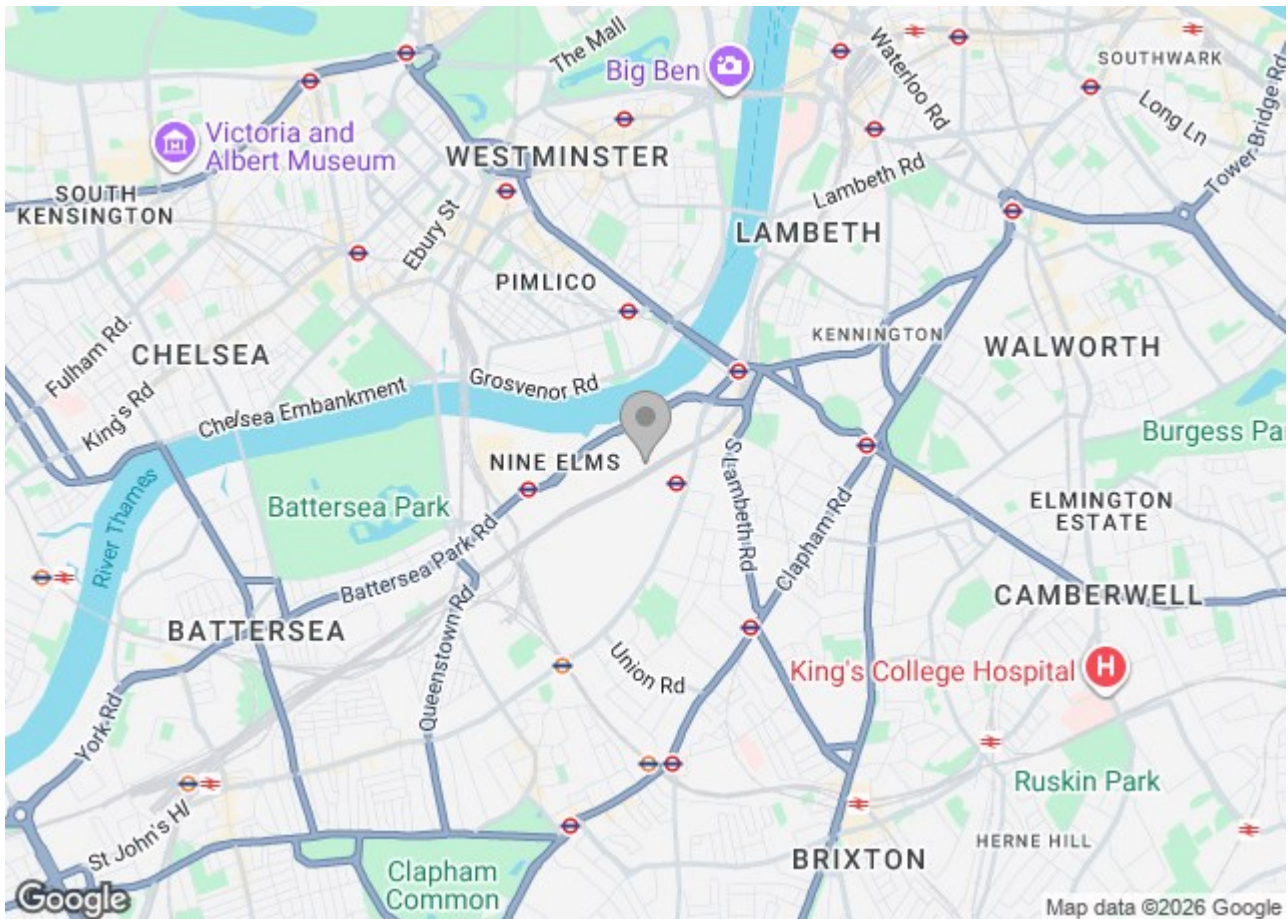 The Mall
Big Ben
Waterloo Rd
SOUTHWARK
Long Ln
Tower Bridge Rd
Victoria and
Albert Museum
WESTMINSTER
SOUTH
KENSINGTON
Ebury St
Lambeth Rd
LAMBETH
PIMLICO
KENNINGTON
WALWORTH
Fulham Rd.
CHELSEA
King's Rd
Chelsea Embankment
Grosvenor Rd
Burgess Par
NINE ELMS
S Lambeth Rd
Clapham Rd
River Thames
Battersea Park
ELMINGTON
ESTATE
Battersea Park Rd
CAMBERWELL
BATTERSEA
Queenstown Rd
Union Rd
King's College Hospital
H
York Rd
Ruskin Park
St John's Hl
HERNE HILL
BRIXTON
Clapham
Common
Google
Map data ©2026 Google